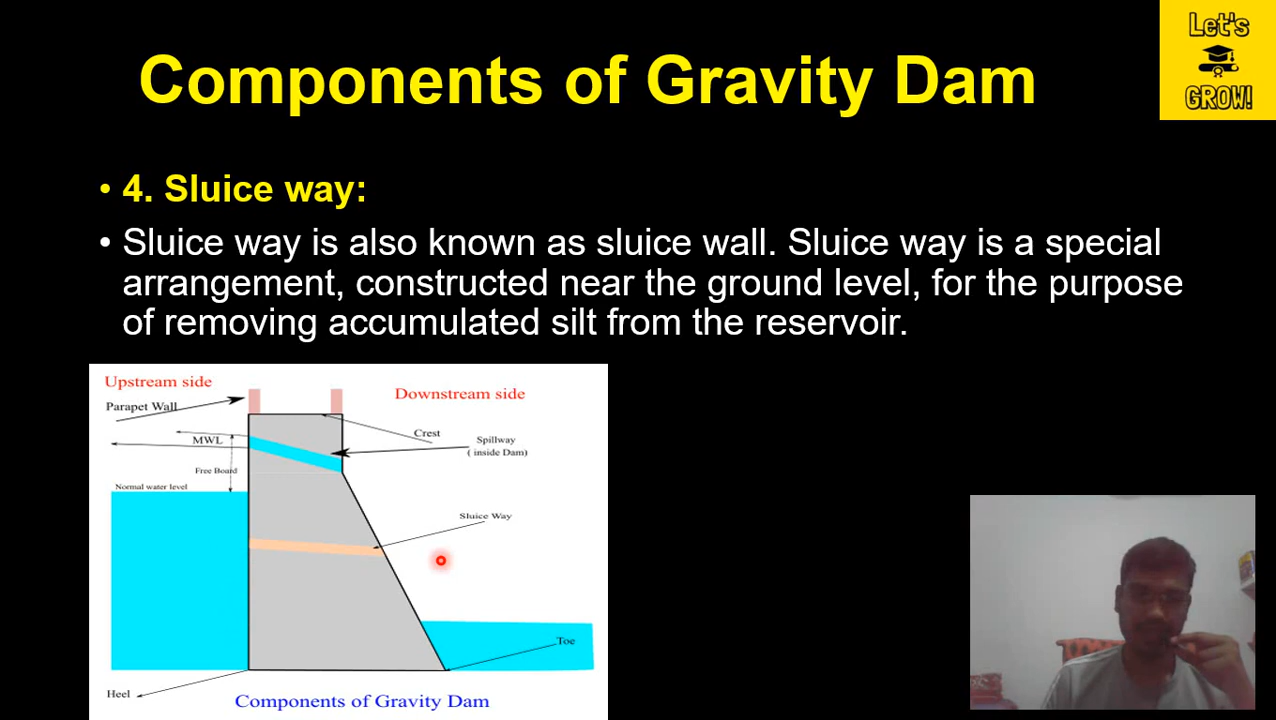 Let's
GROW!
Components of Gravity Dam
• 4. Sluice way:
• Sluice way is also known as sluice wall. Sluice way is a special
arrangement, constructed near the ground level, for the purpose
of removing accumulated silt from the reservoir.
Upstream side
Downstream side
Parapet Wall
Crest
MWL
Spillway
( inside Dam)
Free Board
Normal water level
Sluice Way
Toe
Heel
Components of Gravity Dam